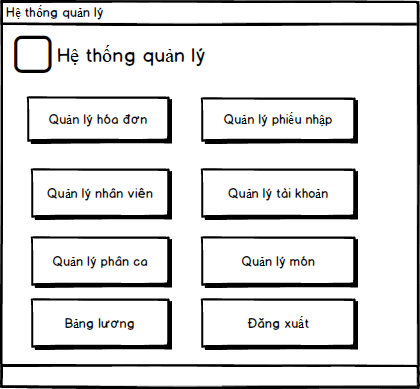 Hệ thống quản lý
Hệ thống quản lý
Quản lý hóa đơn
Quản lý phiếu nhập
Quản lý nhân viên
Quản lý tài khoản
Quản lý phân ca
Quản lý món
Bảng lương
Đăng xuất